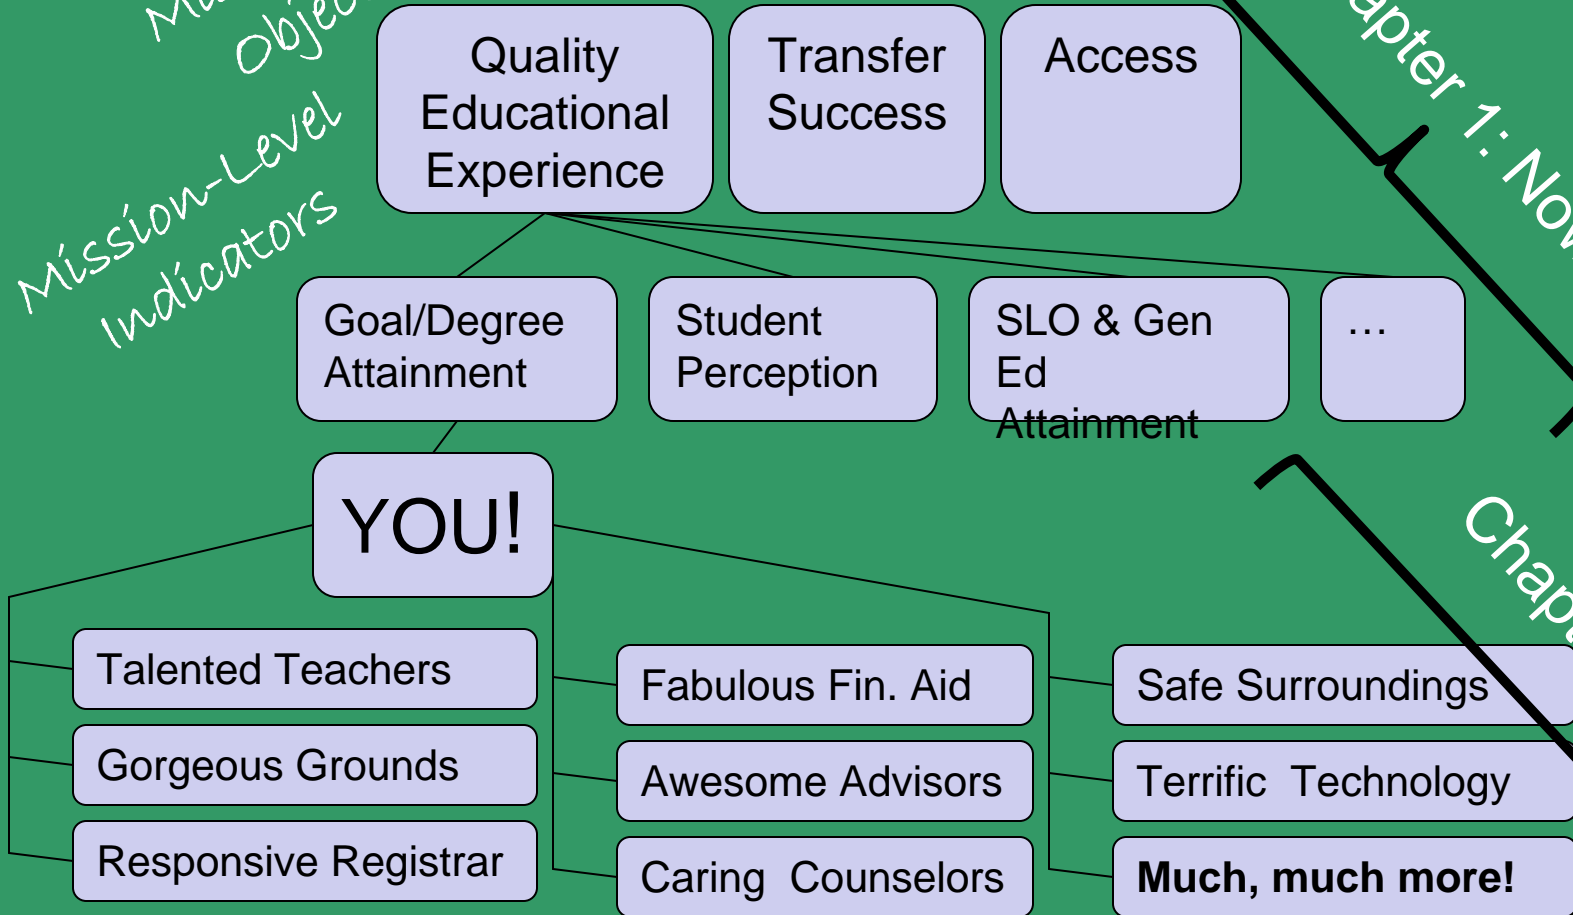 Quality
Educational
Experience
Transfer
Success
Access
Mission-Level
Indicators
Goal/Degree
Attainment
Student
Perception
SLO & Gen
Ed
Attainment
…
YOU!
Talented Teachers
Gorgeous Grounds
Responsive Registrar
Fabulous Fin. Aid
Awesome Advisors
Caring Counselors
Safe Surroundings
Terrific Technology
Much, much more!
1: